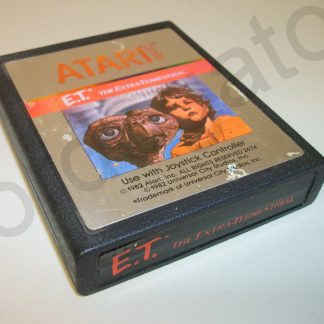 ATARI
E.T.* THE EXTRA-TERRESTRIAL
Use with Joystick Controller
©1982 Atari, Inc. ALL RIGHTS RESERVED 2674
©1982 Universal City Studios, Inc.
*Trademark of Universal City Studios, Inc.
E.T.* THE EXTRA-TERRESTRIAL